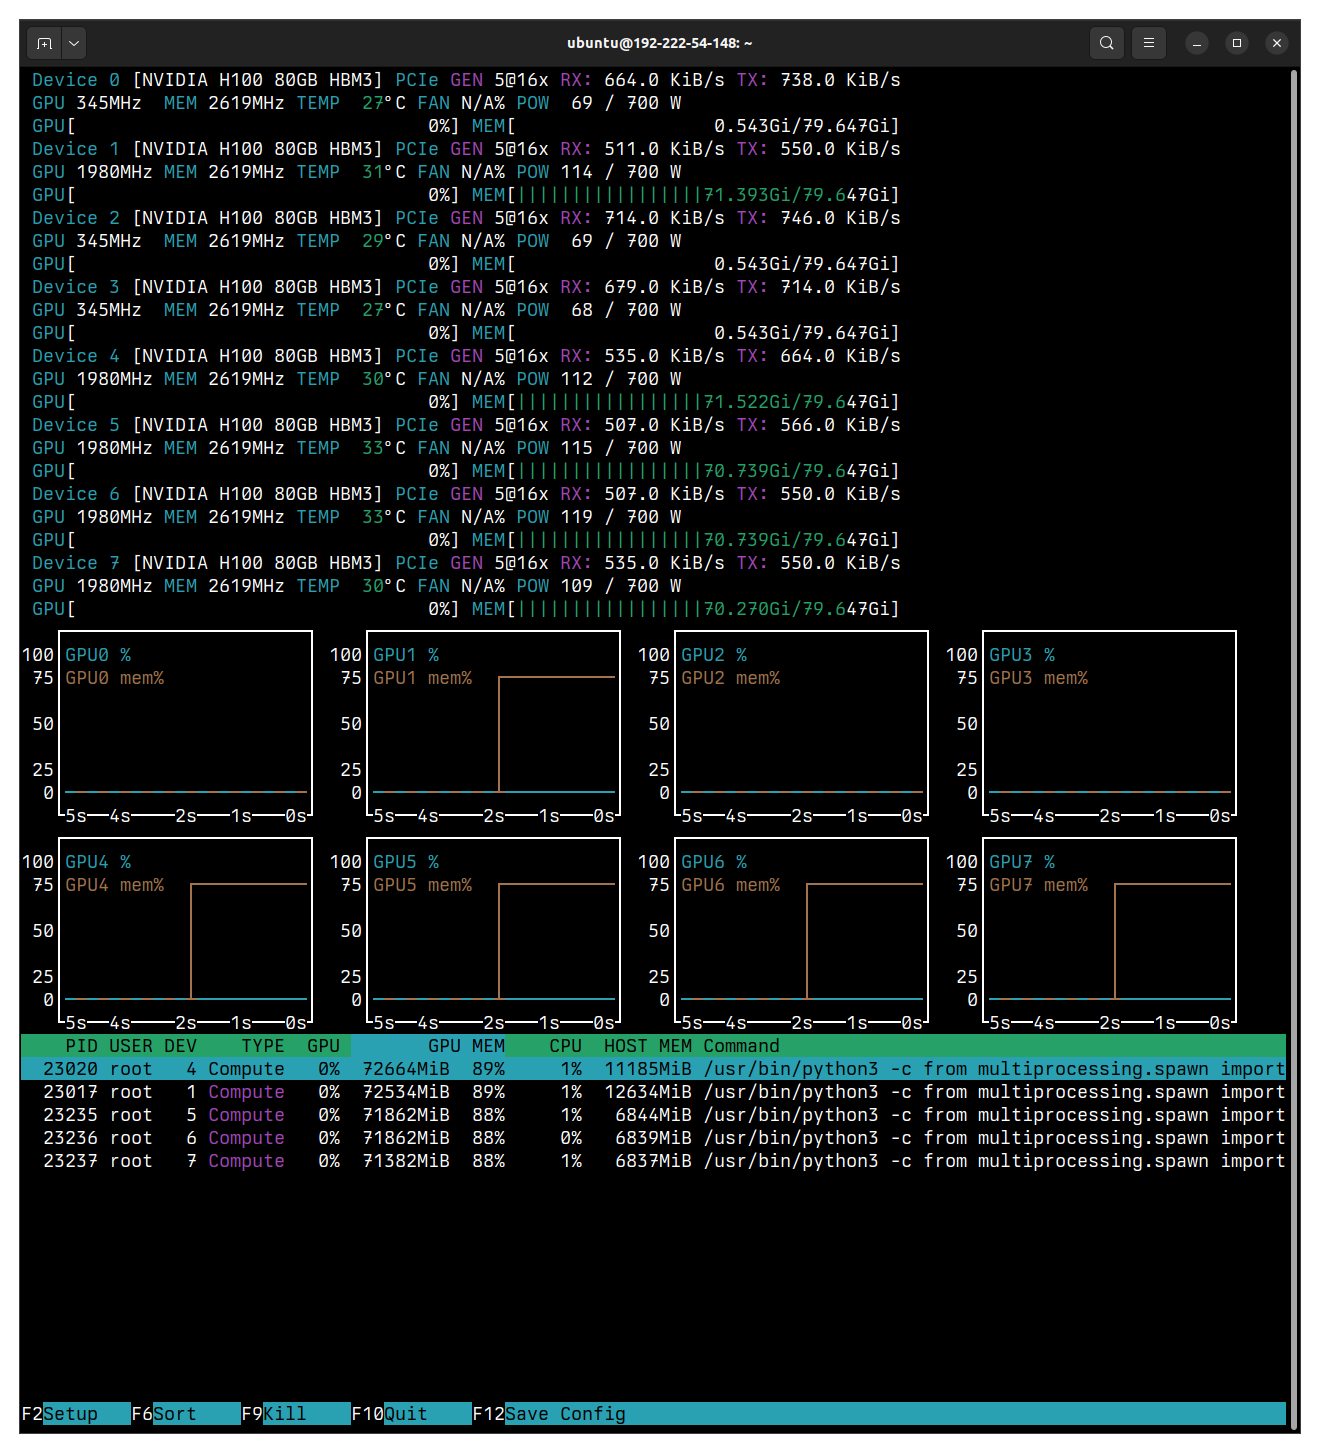 ubuntu@192-222-54-148: ~
Device 0 [NVIDIA H100 80GB HBM3] PCIe GEN 5@16x RX: 664.0 KiB/s TX: 738.0 KiB/s
GPU 345MHz  MEM 2619MHz TEMP  27°C FAN N/A% POW  69 / 700 W
GPU[                                0%] MEM[                  0.543Gi/79.647Gi]
Device 1 [NVIDIA H100 80GB HBM3] PCIe GEN 5@16x RX: 511.0 KiB/s TX: 550.0 KiB/s
GPU 1980MHz MEM 2619MHz TEMP  31°C FAN N/A% POW 114 / 700 W
GPU[                                0%] MEM[|||||||||||||||||71.393Gi/79.647Gi]
Device 2 [NVIDIA H100 80GB HBM3] PCIe GEN 5@16x RX: 714.0 KiB/s TX: 746.0 KiB/s
GPU 345MHz  MEM 2619MHz TEMP  29°C FAN N/A% POW  69 / 700 W
GPU[                                0%] MEM[                  0.543Gi/79.647Gi]
Device 3 [NVIDIA H100 80GB HBM3] PCIe GEN 5@16x RX: 679.0 KiB/s TX: 714.0 KiB/s
GPU 345MHz  MEM 2619MHz TEMP  27°C FAN N/A% POW  68 / 700 W
GPU[                                0%] MEM[                  0.543Gi/79.647Gi]
Device 4 [NVIDIA H100 80GB HBM3] PCIe GEN 5@16x RX: 535.0 KiB/s TX: 664.0 KiB/s
GPU 1980MHz MEM 2619MHz TEMP  30°C FAN N/A% POW 112 / 700 W
GPU[                                0%] MEM[|||||||||||||||||71.522Gi/79.647Gi]
Device 5 [NVIDIA H100 80GB HBM3] PCIe GEN 5@16x RX: 507.0 KiB/s TX: 566.0 KiB/s
GPU 1980MHz MEM 2619MHz TEMP  33°C FAN N/A% POW 115 / 700 W
GPU[                                0%] MEM[|||||||||||||||||70.739Gi/79.647Gi]
Device 6 [NVIDIA H100 80GB HBM3] PCIe GEN 5@16x RX: 507.0 KiB/s TX: 550.0 KiB/s
GPU 1980MHz MEM 2619MHz TEMP  33°C FAN N/A% POW 119 / 700 W
GPU[                                0%] MEM[|||||||||||||||||70.739Gi/79.647Gi]
Device 7 [NVIDIA H100 80GB HBM3] PCIe GEN 5@16x RX: 535.0 KiB/s TX: 550.0 KiB/s
GPU 1980MHz MEM 2619MHz TEMP  30°C FAN N/A% POW 109 / 700 W
GPU[                                0%] MEM[|||||||||||||||||70.270Gi/79.647Gi]
100 GPU0 % 100 GPU1 % 100 GPU2 % 100 GPU3 %
75 GPU0 mem% 75 GPU1 mem% 75 GPU2 mem% 75 GPU3 mem%
50 50 50 50
25 25 25 25
0 0 0 0
5s 4s 2s 1s 0s 5s 4s 2s 1s 0s 5s 4s 2s 1s 0s 5s 4s 2s 1s 0s
100 GPU4 % 100 GPU5 % 100 GPU6 % 100 GPU7 %
75 GPU4 mem% 75 GPU5 mem% 75 GPU6 mem% 75 GPU7 mem%
50 50 50 50
25 25 25 25
0 0 0 0
5s 4s 2s 1s 0s 5s 4s 2s 1s 0s 5s 4s 2s 1s 0s 5s 4s 2s 1s 0s
PID USER DEV    TYPE  GPU        GPU MEM    CPU  HOST MEM Command
23020 root   4 Compute   0%  72664MiB  89%     1%  11185MiB /usr/bin/python3 -c from multiprocessing.spawn import
23017 root   1 Compute   0%  72534MiB  89%     1%  12634MiB /usr/bin/python3 -c from multiprocessing.spawn import
23235 root   5 Compute   0%  71862MiB  88%     1%   6844MiB /usr/bin/python3 -c from multiprocessing.spawn import
23236 root   6 Compute   0%  71862MiB  88%     0%   6839MiB /usr/bin/python3 -c from multiprocessing.spawn import
23237 root   7 Compute   0%  71382MiB  88%     1%   6837MiB /usr/bin/python3 -c from multiprocessing.spawn import
F2Setup   F6Sort    F9Kill    F10Quit    F12Save Config